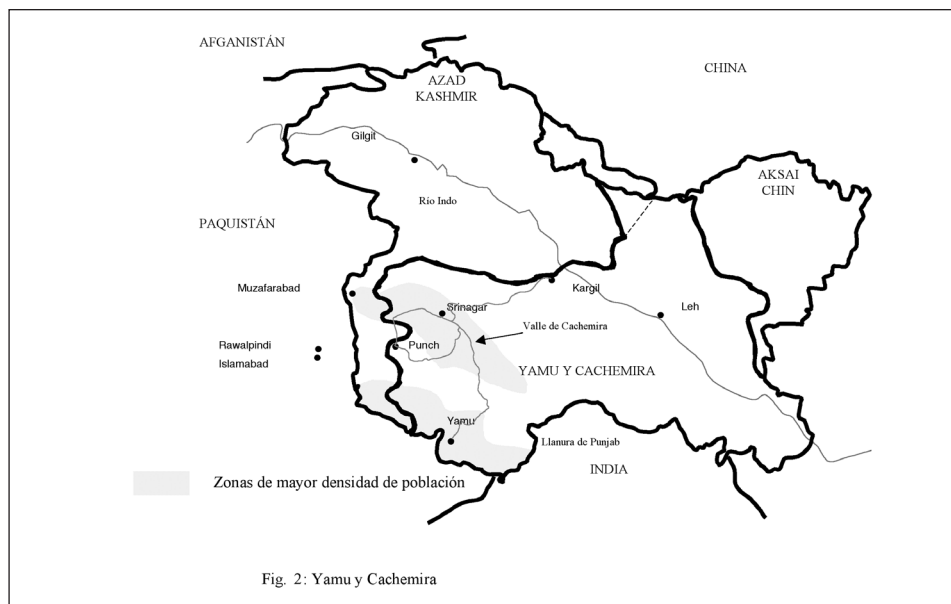 AFGANISTÁN
CHINA
AZAD
KASHMIR
Gilgit
AKSAI
CHIN
Río Indo
PAQUISTÁN
Muzafarabad
Kargil
Srinagar
Leh
Valle de Cachemira
Rawalpindi
Punch
Islamabad
YAMU Y CACHEMIRA
Yamu
Llanura de Punjab
INDIA
Zonas de mayor densidad de población
Fig. 2: Yamu y Cachemira